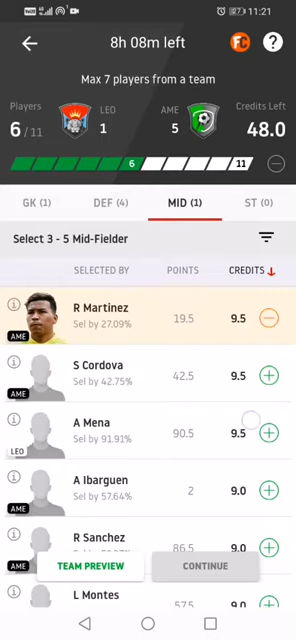 11:21
8h 08m left
FC
?
Max 7 players from a team
Players
6/11
LEO
1
AME
5
Credits Left
48.0
6
11
GK (1)
DEF (4)
MID (1)
ST (0)
Select 3 - 5 Mid-Fielder
SELECTED BY
POINTS
CREDITS
R Martinez
Sel by 27.09%
19.5
9.5
AME
S Cordova
Sel by 42.75%
42.5
9.5
AME
A Mena
Sel by 91.91%
90.5
9.5
LEO
A Ibarguen
Sel by 57.64%
2
9.0
AME
R Sanchez
86.5
9.0
AME
TEAM PREVIEW
CONTINUE
L Montes
57.5
9.0